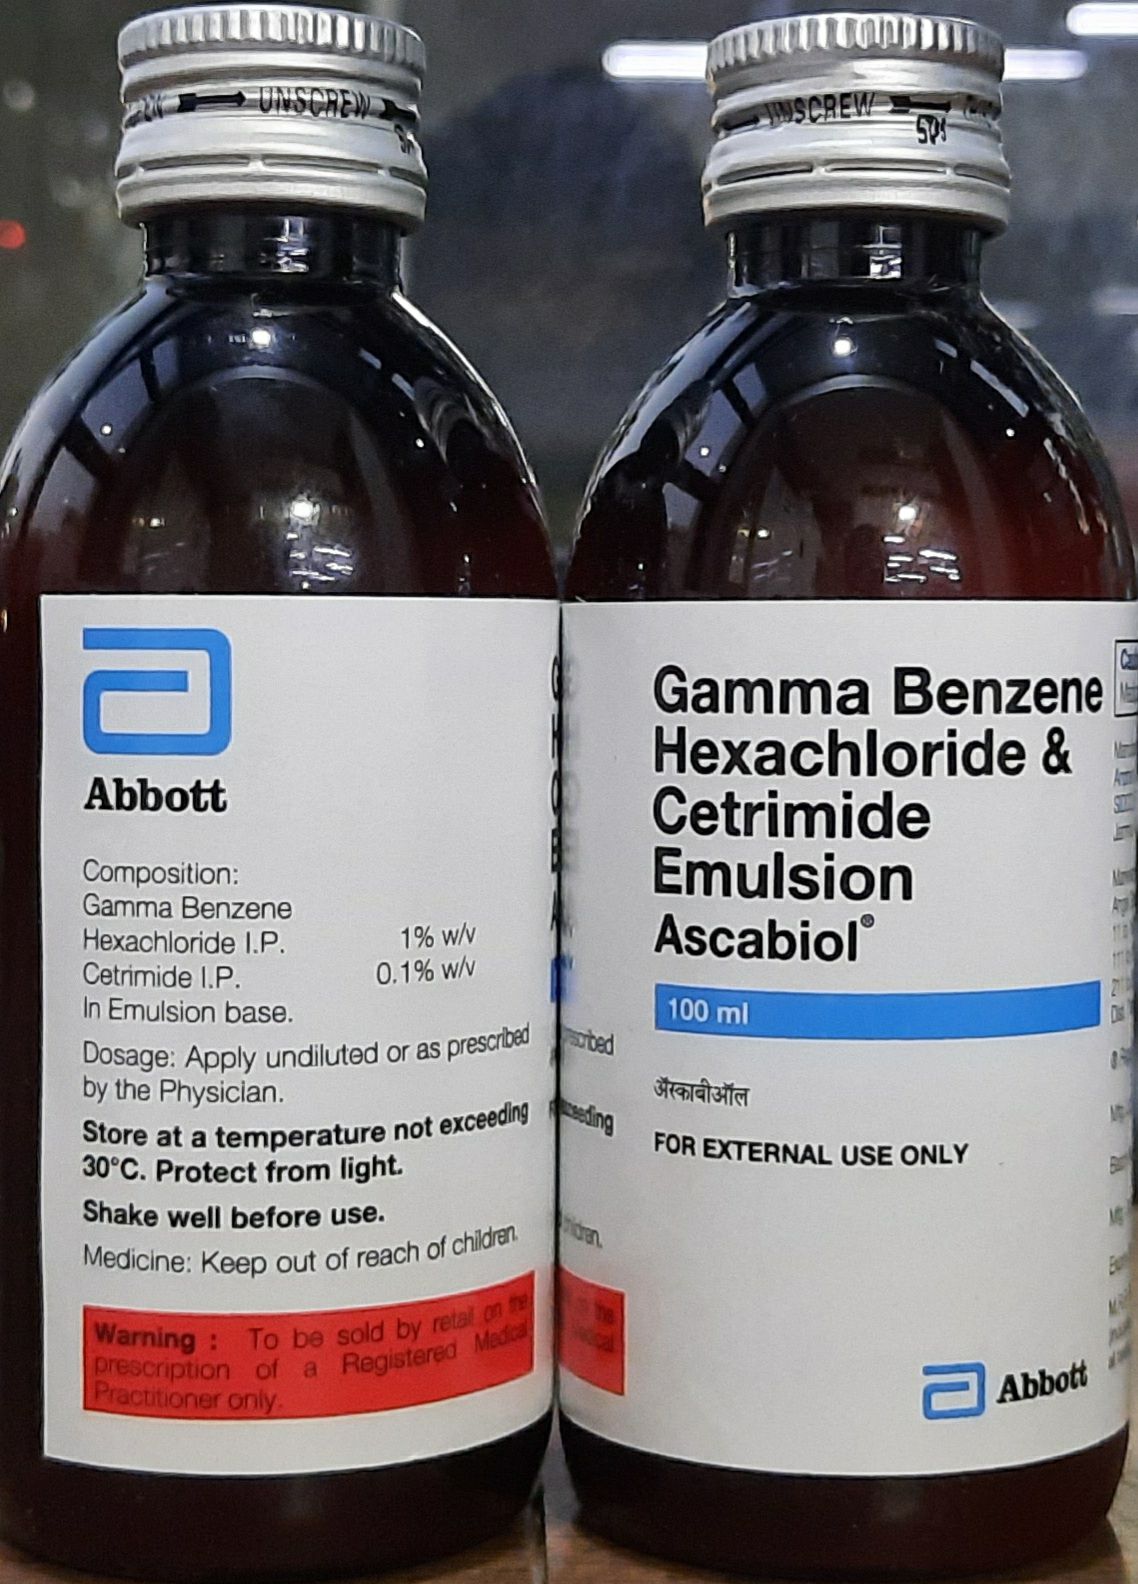 UNSCREW
UNSCREW
Abbott
Composition:
Gamma Benzene
Hexachloride I.P. 1% w/v
Cetrimide I.P. 0.1% w/v
In Emulsion base.
Dosage: Apply undiluted or as prescribed
by the Physician.
Store at a temperature not exceeding
30°C. Protect from light.
Shake well before use.
Medicine: Keep out of reach of children.
Warning : To be sold by retail on the
prescription of a Registered Medical
Practitioner only.
Gamma Benzene
Hexachloride &
Cetrimide
Emulsion
Ascabiol®
100 ml
ॲस्काबीऑल
FOR EXTERNAL USE ONLY
Abbott